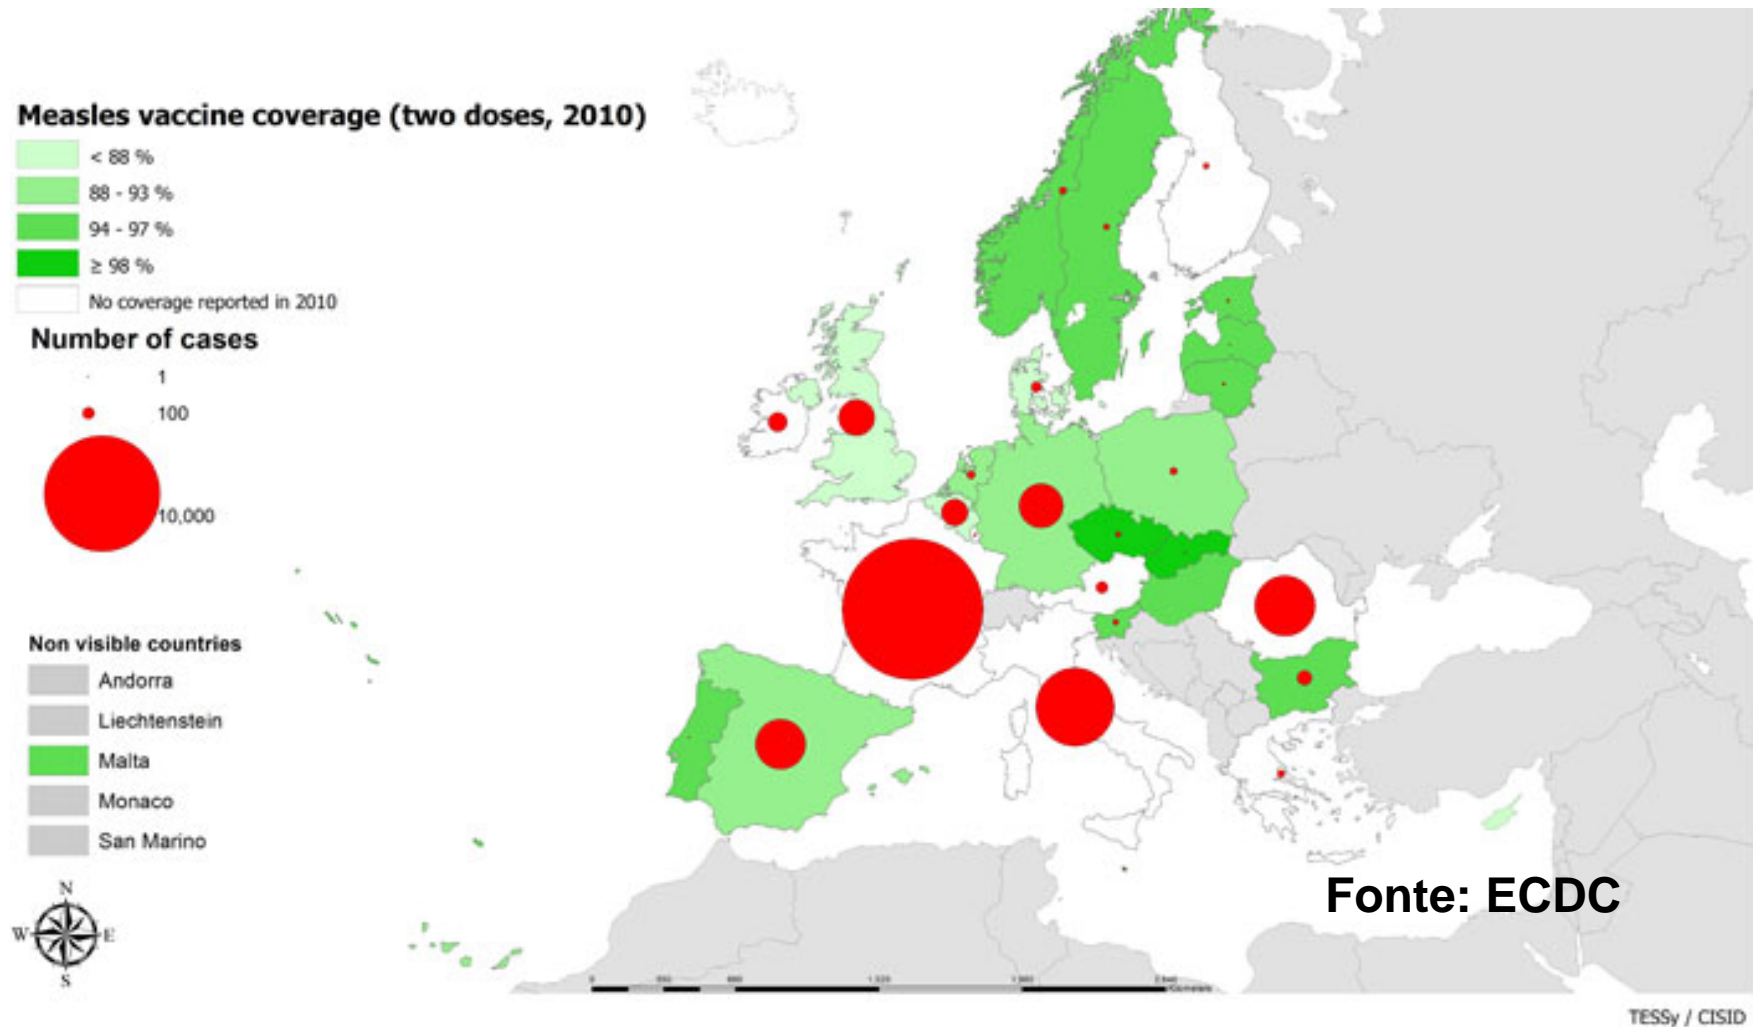 Measles vaccine coverage (two doses, 2010)
< 88 %
88 - 93 %
94 - 97 %
≥ 98 %
No coverage reported in 2010
Number of cases
1
100
10,000
Non visible countries
Andorra
Liechtenstein
Malta
Monaco
San Marino
N
W E
S
Fonte: ECDC
0
TESSy / CISID